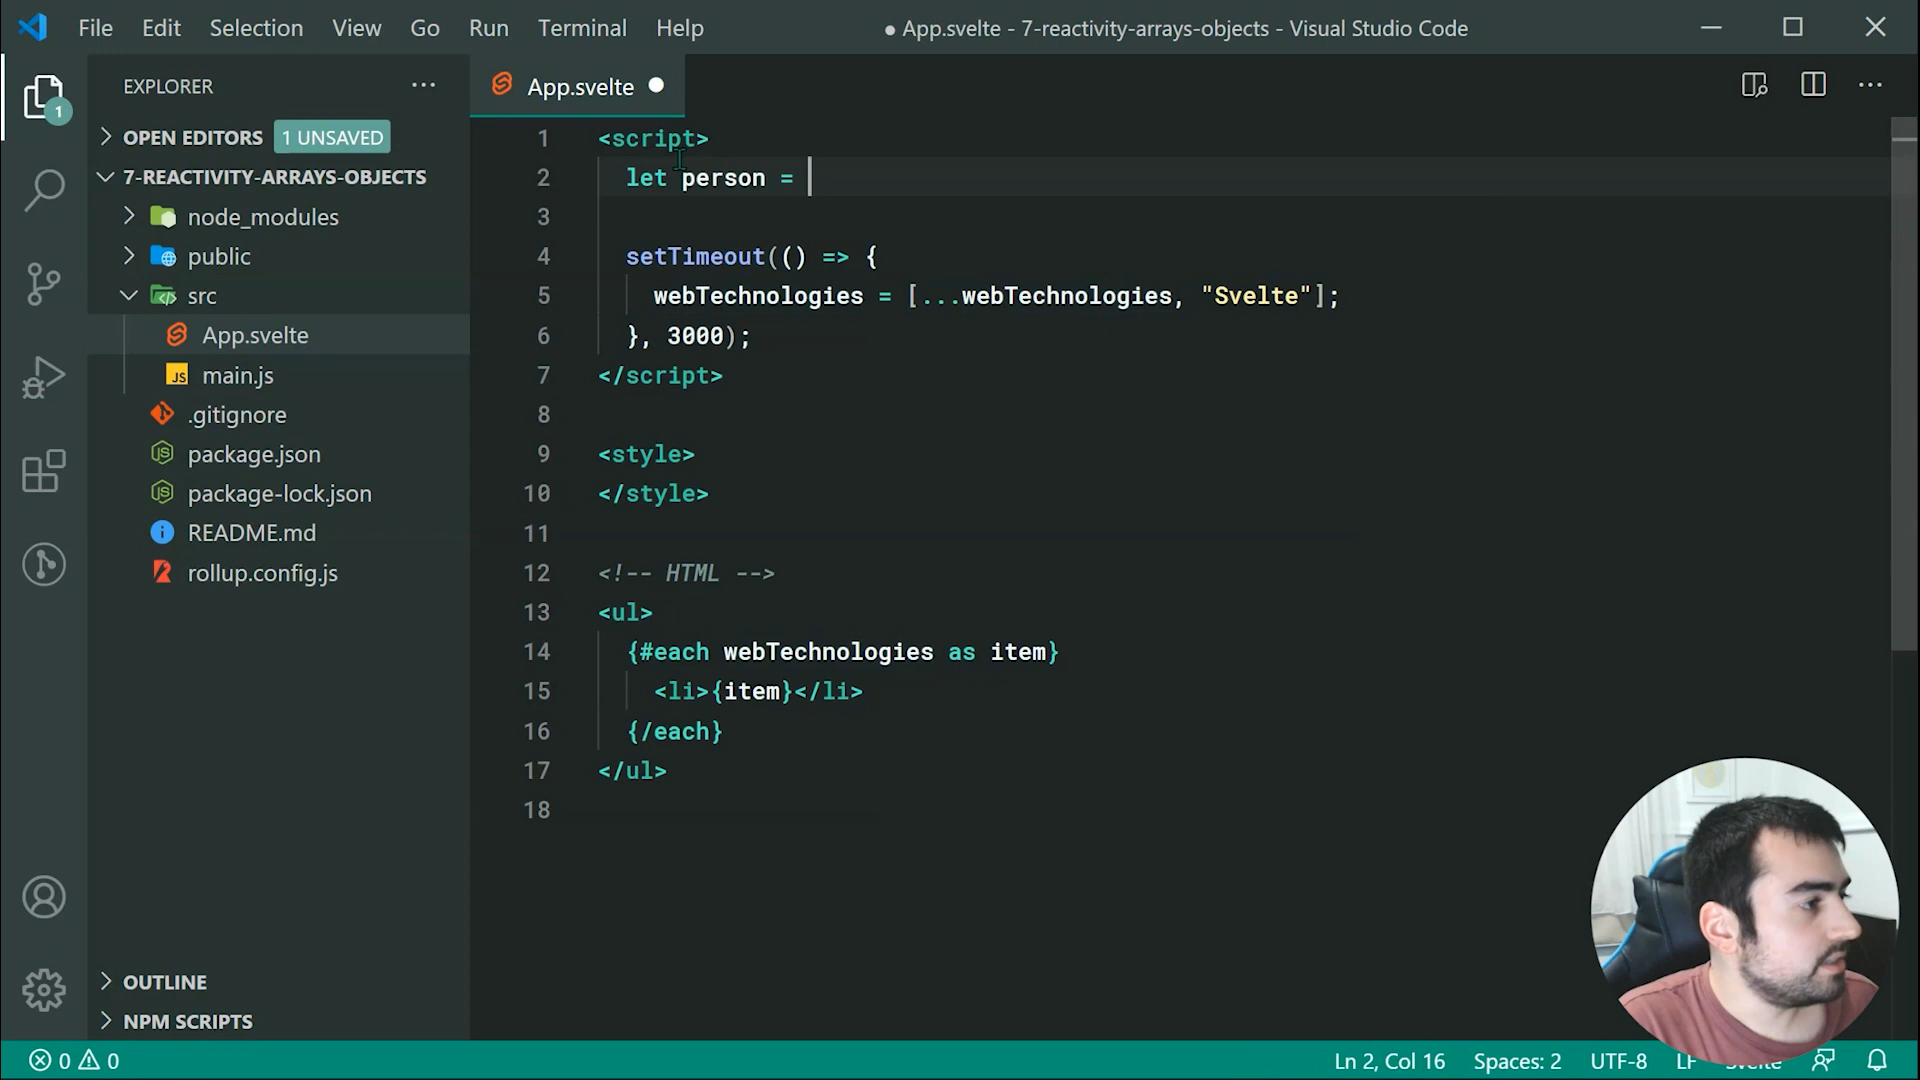 File Edit Selection View Go Run Terminal Help
● App.svelte - 7-reactivity-arrays-objects - Visual Studio Code
EXPLORER
OPEN EDITORS 1 UNSAVED
7-REACTIVITY-ARRAYS-OBJECTS
node_modules
public
src
App.svelte
JS main.js
.gitignore
package.json
package-lock.json
README.md
rollup.config.js
OUTLINE
NPM SCRIPTS
1
App.svelte
1 <script>
2 let person =
3
4 setTimeout(() => {
5 webTechnologies = [...webTechnologies, "Svelte"];
6 }, 3000);
7 </script>
8
9 <style>
10 </style>
11
12 <!-- HTML -->
13 <ul>
14 {#each webTechnologies as item}
15 <li>{item}</li>
16 {/each}
17 </ul>
18
0 0
Ln 2, Col 16 Spaces: 2 UTF-8 LF Svelte